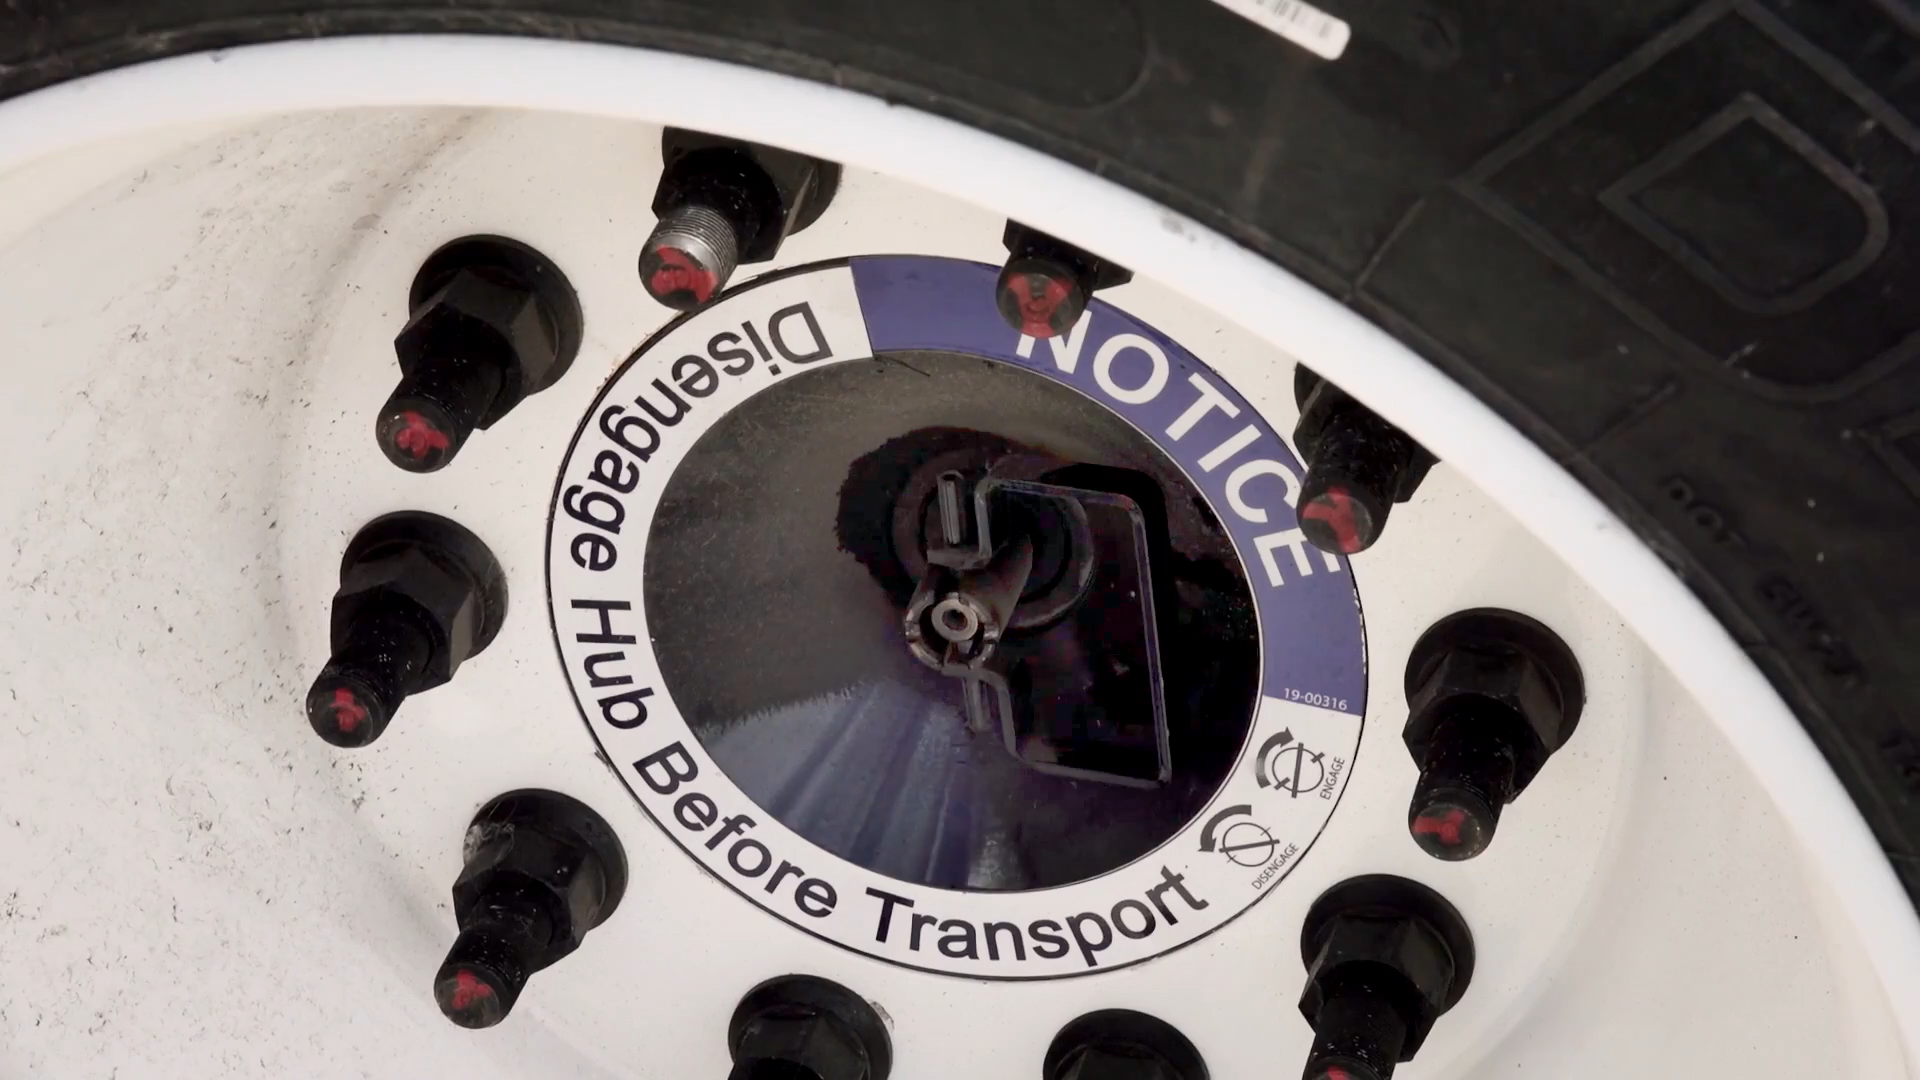 NOTICE
19-00316
ENGAGE
DISENGAGE
Disengage Hub Before Transport